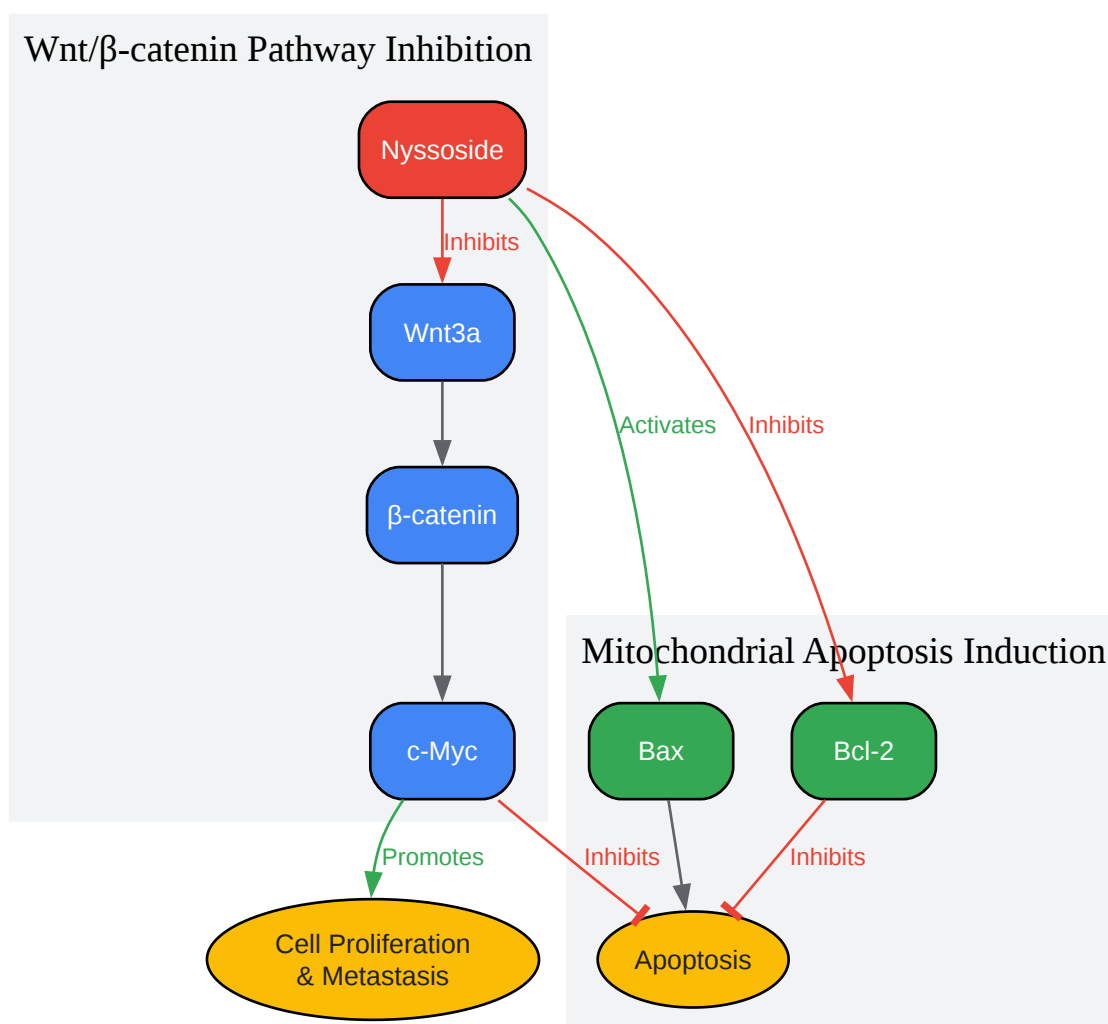 Wnt/β-catenin Pathway Inhibition
Nyssoside
Inhibits
Wnt3a
Activates
Inhibits
β-catenin
Mitochondrial Apoptosis Induction
c-Myc
Bax
Bcl-2
Promotes
Inhibits
Inhibits
Cell Proliferation
& Metastasis
Apoptosis